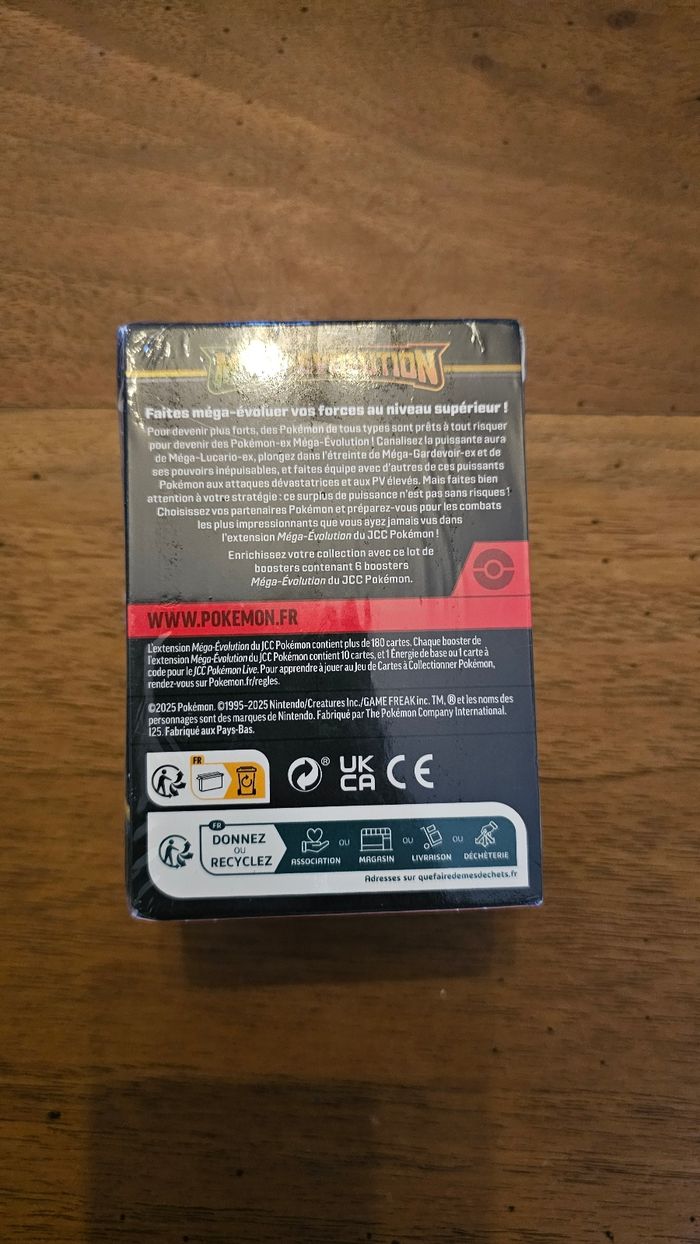 MÉGA-ÉVOLUTION
Faites méga-évoluer vos forces au niveau supérieur !
Pour devenir plus forts, des Pokémon de tous types sont prêts à tout risquer
pour devenir des Pokémon-ex Méga-Évolution ! Canalisez la puissante aura
de Méga-Lucario-ex, plongez dans l'étreinte de Méga-Gardevoir-ex et de
ses pouvoirs inépuisables, et faites équipe avec d'autres de ces puissants
Pokémon aux attaques dévastatrices et aux PV élevés. Mais faites bien
attention à votre stratégie : ce surplus de puissance n'est pas sans risques !
Choisissez vos partenaires Pokémon et préparez-vous pour les combats
les plus impressionnants que vous ayez jamais vus dans
l'extension Méga-Évolution du JCC Pokémon !
Enrichissez votre collection avec ce lot de
boosters contenant 6 boosters
Méga-Évolution du JCC Pokémon.
WWW.POKEMON.FR
L'extension Méga-Évolution du JCC Pokémon contient plus de 180 cartes. Chaque booster de
l'extension Méga-Évolution du JCC Pokémon contient 10 cartes, et 1 Énergie de base ou 1 carte à
code pour le JCC Pokémon Live. Pour apprendre à jouer au Jeu de Cartes à Collectionner Pokémon,
rendez-vous sur Pokemon.fr/regles.
©2025 Pokémon. ©1995-2025 Nintendo/Creatures Inc./GAME FREAK inc. TM, ® et les noms des
personnages sont des marques de Nintendo. Fabriqué par The Pokémon Company International.
125. Fabriqué aux Pays-Bas.
FR
®
UK
CA
CE
FR
DONNEZ
OU
RECYCLEZ
ASSOCIATION
OU
MAGASIN
OU
LIVRAISON
OU
DÉCHÈTERIE
Adresses sur quefairedemesdechets.fr